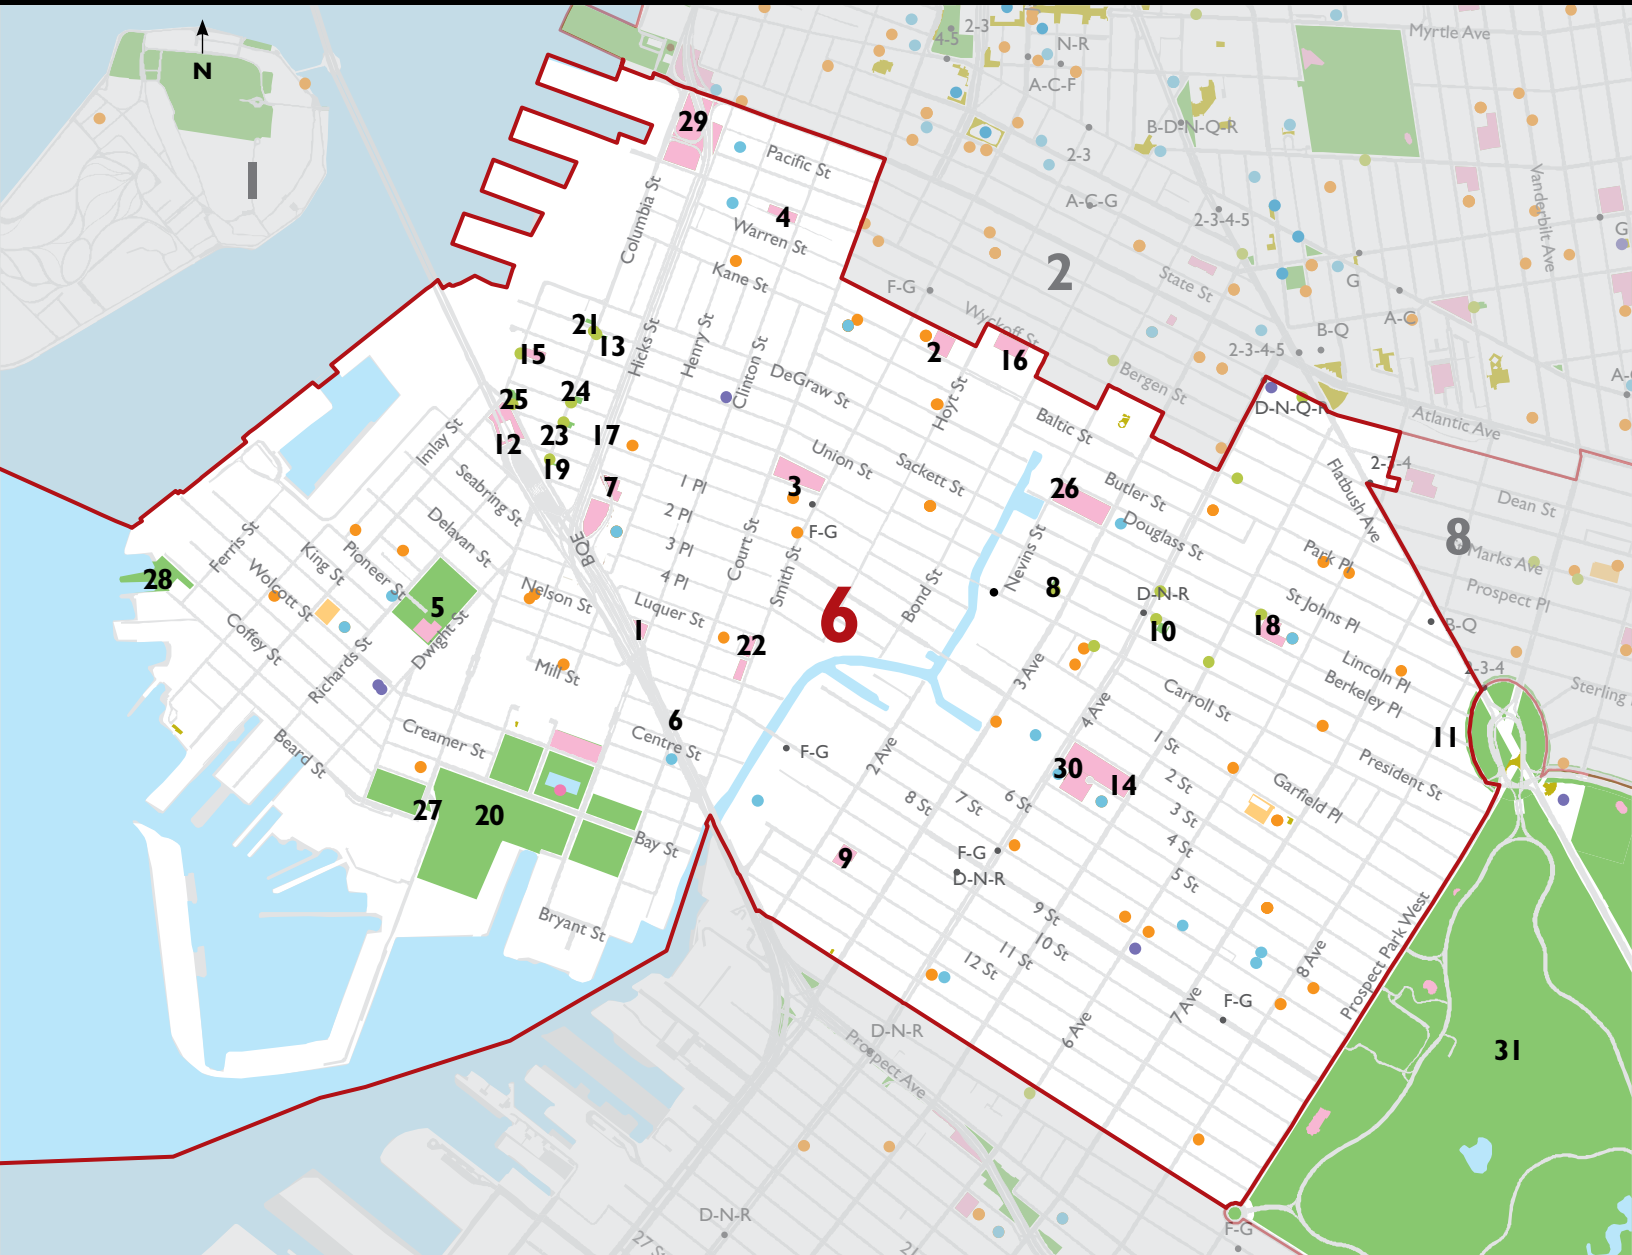 2-3
4-5
N-R
Myrtle Ave
N
A-C-F
29
B-D-N-Q-R
Pacific St
2-3
Vanderbilt Ave
I
Columbia St
4
A-C-G
2-3-4-5
G
Warren St
Kane St
2
State St
G
F-G
Wyckoff St
A-C
21
13
B-Q
Hicks St
Henry St
15
Clinton St
2
16
2-3-4-5
Bergen St
DeGraw St
24
25
Hoyt St
D-N-Q-R
Baltic St
Atlantic Ave
Imlay St
12
23
17
19
Union St
Sackett St
2-3-4
Flatbush Ave
Seabring St
7
1 Pl
3
26
Butler St
Dean St
2 Pl
Delavan St
F-G
Douglass St
8
Ferris St
BQE
3 Pl
Court St
Smith St
Nevins St
Park Pl
Marks Ave
King St
Pioneer St
28
Wolcott St
4 Pl
Nelson St
5
Bond St
8
D-N-R
St Johns Pl
Prospect Pl
Luquer St
6
10
18
B-Q
Coffey St
1
22
Dwight St
Richards St
Mill St
3 Ave
Lincoln Pl
Berkeley Pl
2-3-4
Sterling
Carroll St
4 Ave
6
Creamer St
Centre St
F-G
2 Ave
1 St
11
Beard St
30
14
2 St
President St
Garfield Pl
27
20
8 St
7 St
6 St
3 St
Bay St
4 St
9
F-G
D-N-R
5 St
Bryant St
9 St
10 St
11 St
12 St
8 Ave
Prospect Park West
7 Ave
F-G
6 Ave
D-N-R
Prospect Ave
31
D-N-R
F-G
27 St
21